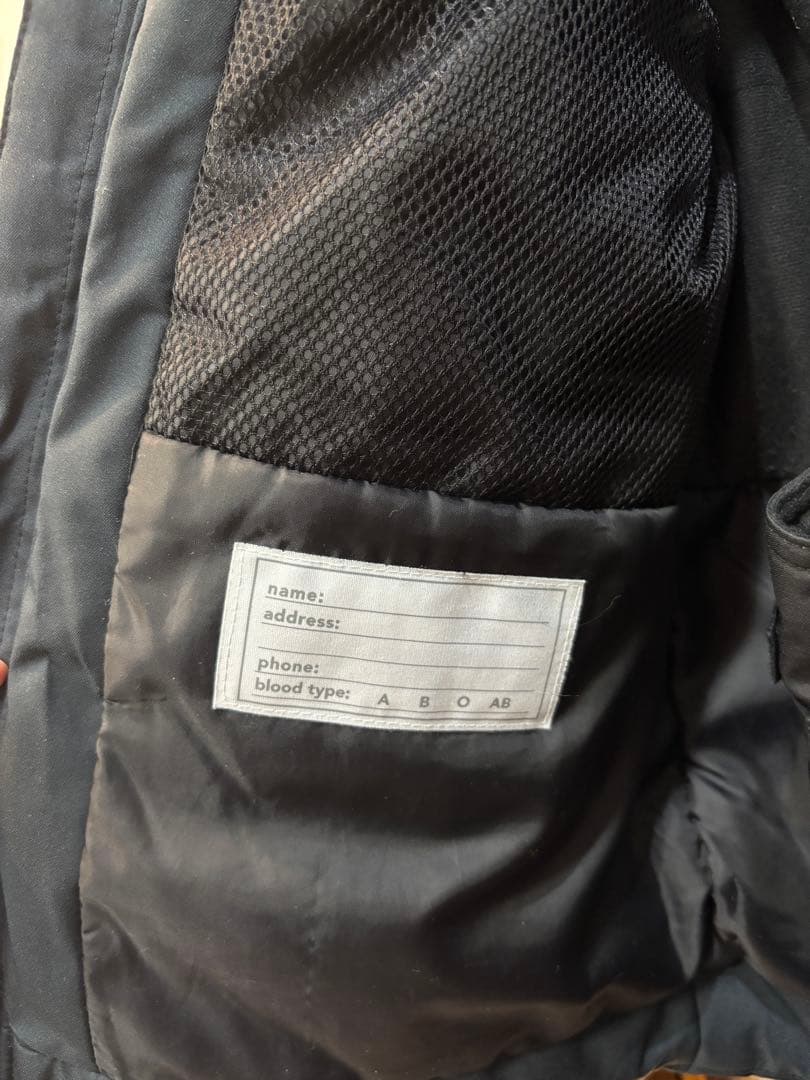 name:
address:
phone:
blood type: A B O AB